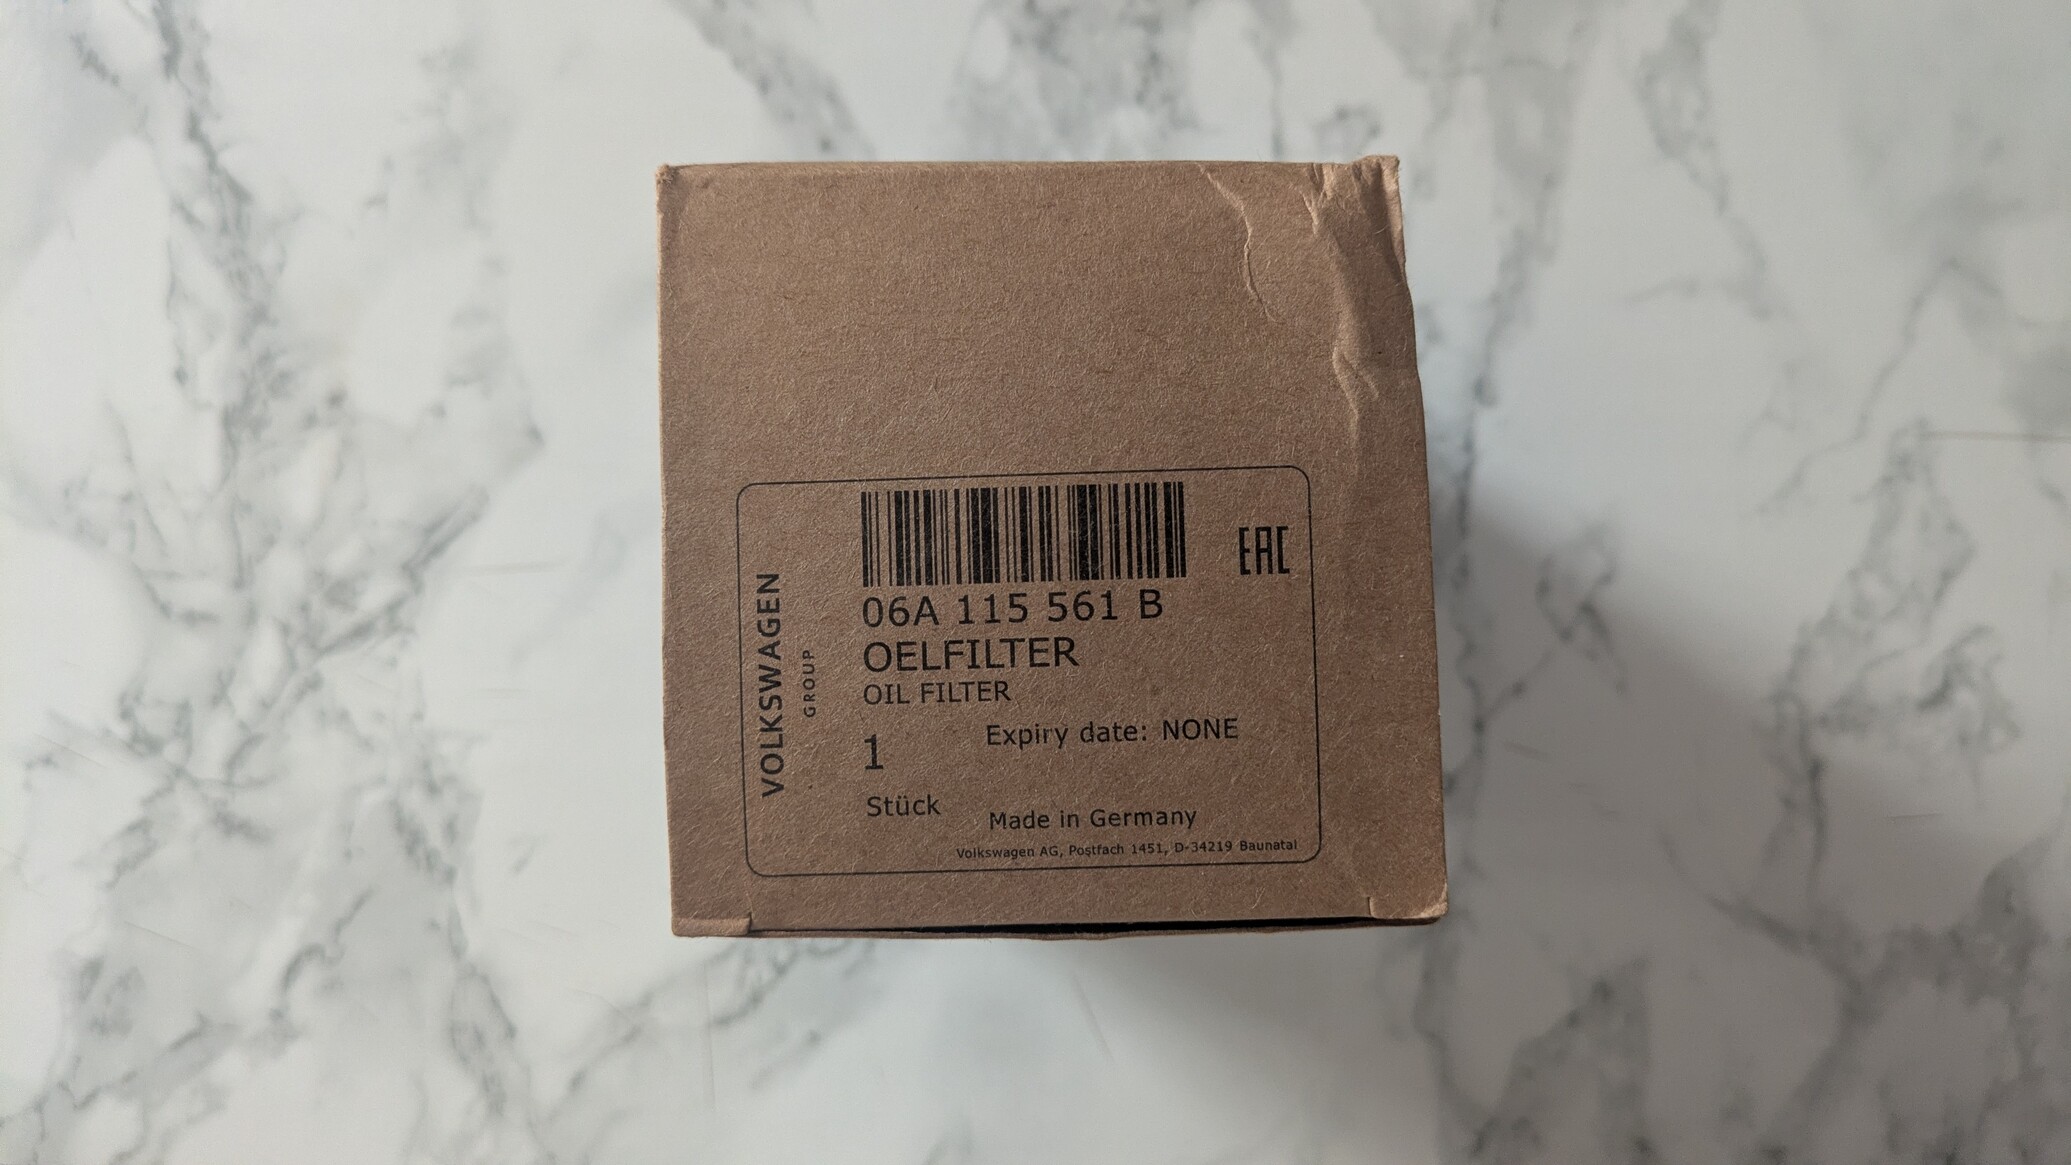 VOLKSWAGEN
GROUP
EAC
06A 115 561 B
OELFILTER
OIL FILTER
1
Expiry date: NONE
Stück
Made in Germany
Volkswagen AG, Postfach 1451, D-34219 Baunatal